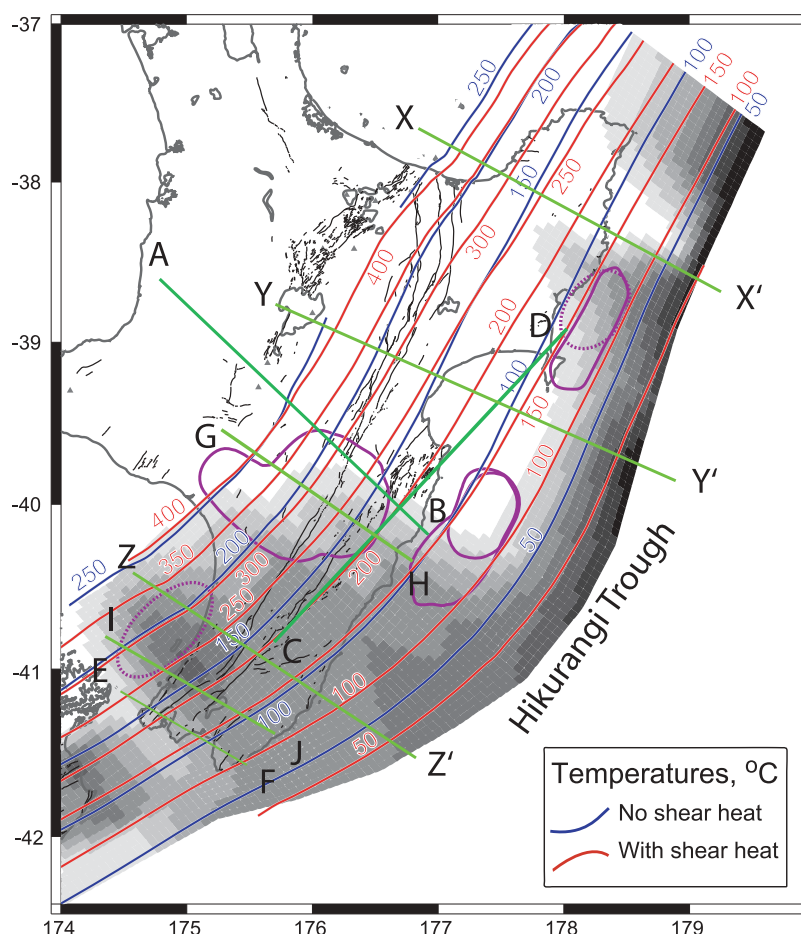 -37
-38
-39
-40
-41
-42
174
175
176
177
178
179
250
200
100
150
100
50
X
150
250
A
400
300
Y
X'
200
D
100
150
G
100
Y'
400
B
50
350
200
Z
250
300
200
H
I
250
150
C
E
100
100
J
50
Z'
F
Hikurangi Trough
Temperatures, °C
No shear heat
With shear heat